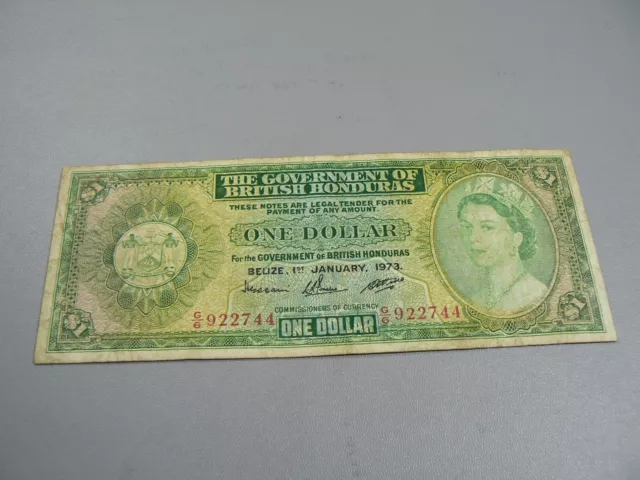 THE GOVERNMENT OF
BRITISH HONDURAS
$1
$1
THESE NOTES ARE LEGAL TENDER FOR THE
PAYMENT OF ANY AMOUNT.
ONE DOLLAR
For the GOVERNMENT OF BRITISH HONDURAS
BELIZE, 1ST JANUARY, 1973.
COMMISSIONERS OF CURRENCY
G/6 922744
G/6 922744
$1
ONE DOLLAR
$1